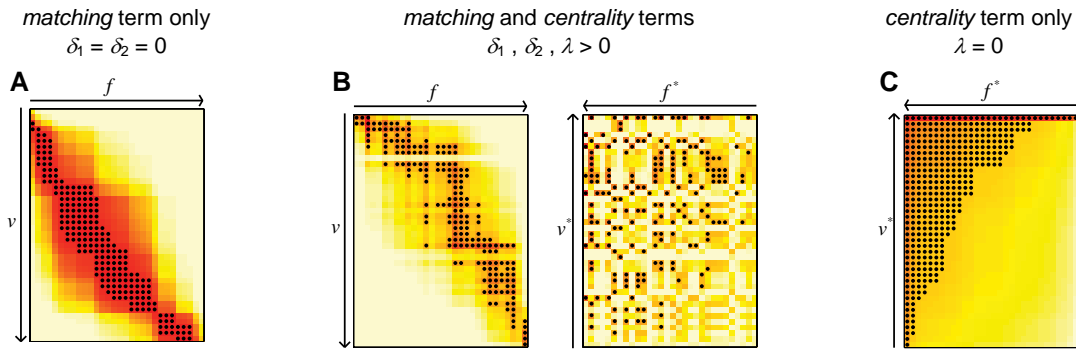 matching term only
δ₁ = δ₂ = 0
matching and centrality terms
δ₁ , δ₂ , λ > 0
centrality term only
λ = 0
A
f
v
B
f
v
f*
v*
C
f*
v*